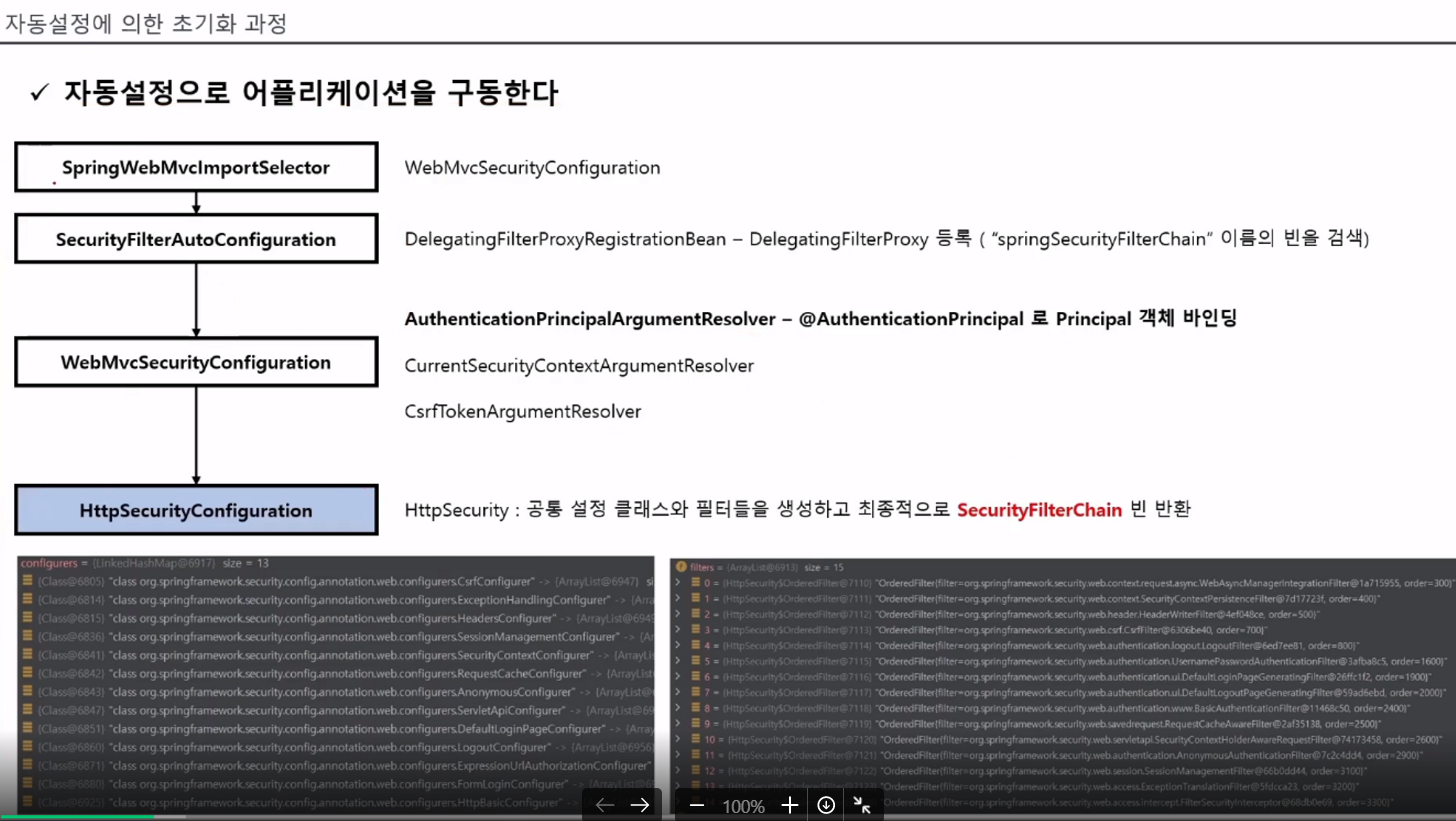 자동설정에 의한 초기화 과정
✓ 자동설정으로 어플리케이션을 구동한다
SpringWebMvcImportSelector
WebMvcSecurityConfiguration
SecurityFilterAutoConfiguration
DelegatingFilterProxyRegistrationBean – DelegatingFilterProxy 등록 ( “springSecurityFilterChain“ 이름의 빈을 검색)
AuthenticationPrincipalArgumentResolver – @AuthenticationPrincipal 로 Principal 객체 바인딩
WebMvcSecurityConfiguration
CurrentSecurityContextArgumentResolver
CsrfTokenArgumentResolver
HttpSecurityConfiguration
HttpSecurity : 공통 설정 클래스와 필터들을 생성하고 최종적으로 SecurityFilterChain 빈 반환
configurers = {LinkedHashMap@6917} size = 13
{Class@6805} "class org.springframework.security.config.annotation.web.configurers.CsrfConfigurer" -> {ArrayList@6947} si
{Class@6814} "class org.springframework.security.config.annotation.web.configurers.ExceptionHandlingConfigurer" -> {Arra
{Class@6815} "class org.springframework.security.config.annotation.web.configurers.HeadersConfigurer" -> {ArrayList@694
{Class@6836} "class org.springframework.security.config.annotation.web.configurers.SessionManagementConfigurer" -> {Ar
{Class@6841} "class org.springframework.security.config.annotation.web.configurers.SecurityContextConfigurer" -> {ArrayLi
{Class@6842} "class org.springframework.security.config.annotation.web.configurers.RequestCacheConfigurer" -> {ArrayList
{Class@6843} "class org.springframework.security.config.annotation.web.configurers.AnonymousConfigurer" -> {ArrayList@6
{Class@6847} "class org.springframework.security.config.annotation.web.configurers.ServletApiConfigurer" -> {ArrayList@69
{Class@6851} "class org.springframework.security.config.annotation.web.configurers.DefaultLoginPageConfigurer" -> {Array
{Class@6860} "class org.springframework.security.config.annotation.web.configurers.LogoutConfigurer" -> {ArrayList@6956}
{Class@6871} "class org.springframework.security.config.annotation.web.configurers.ExpressionUrlAuthorizationConfigurer"
{Class@6880} "class org.springframework.security.config.annotation.web.configurers.FormLoginConfigurer" -> {ArrayList@69
{Class@6925} "class org.springframework.security.config.annotation.web.configurers.HttpBasicConfigurer" ->
filters = {ArrayList@6913} size = 15
0 = {HttpSecurity$OrderedFilter@7110} "OrderedFilter{filter=org.springframework.security.web.context.request.async.WebAsyncManagerIntegrationFilter@1a715955, order=300}"
1 = {HttpSecurity$OrderedFilter@7111} "OrderedFilter{filter=org.springframework.security.web.context.SecurityContextPersistenceFilter@7d17723f, order=400}"
2 = {HttpSecurity$OrderedFilter@7112} "OrderedFilter{filter=org.springframework.security.web.header.HeaderWriterFilter@4ef048ce, order=500}"
3 = {HttpSecurity$OrderedFilter@7113} "OrderedFilter{filter=org.springframework.security.web.csrf.CsrfFilter@6306be40, order=700}"
4 = {HttpSecurity$OrderedFilter@7114} "OrderedFilter{filter=org.springframework.security.web.authentication.logout.LogoutFilter@6ed7ee81, order=800}"
5 = {HttpSecurity$OrderedFilter@7115} "OrderedFilter{filter=org.springframework.security.web.authentication.UsernamePasswordAuthenticationFilter@3afba8c5, order=1600}"
6 = {HttpSecurity$OrderedFilter@7116} "OrderedFilter{filter=org.springframework.security.web.authentication.ui.DefaultLoginPageGeneratingFilter@26ffc1f2, order=1900}"
7 = {HttpSecurity$OrderedFilter@7117} "OrderedFilter{filter=org.springframework.security.web.authentication.ui.DefaultLogoutPageGeneratingFilter@59ad6ebd, order=2000}"
8 = {HttpSecurity$OrderedFilter@7118} "OrderedFilter{filter=org.springframework.security.web.authentication.www.BasicAuthenticationFilter@11468c50, order=2400}"
9 = {HttpSecurity$OrderedFilter@7119} "OrderedFilter{filter=org.springframework.security.web.savedrequest.RequestCacheAwareFilter@2af35138, order=2500}"
10 = {HttpSecurity$OrderedFilter@7120} "OrderedFilter{filter=org.springframework.security.web.servletapi.SecurityContextHolderAwareRequestFilter@74173458, order=2600}"
11 = {HttpSecurity$OrderedFilter@7121} "OrderedFilter{filter=org.springframework.security.web.authentication.AnonymousAuthenticationFilter@7c2c4dd4, order=2900}"
12 = {HttpSecurity$OrderedFilter@7122} "OrderedFilter{filter=org.springframework.security.web.session.SessionManagementFilter@66b0dd44, order=3100}"
13 = "OrderedFilter{filter=org.springframework.security.web.access.ExceptionTranslationFilter@5fdcca23, order=3200}"
OrderedFilter{filter=org.springframework.security.web.access.intercept.FilterSecurityInterceptor@68db0e69, order=3300}"
100%